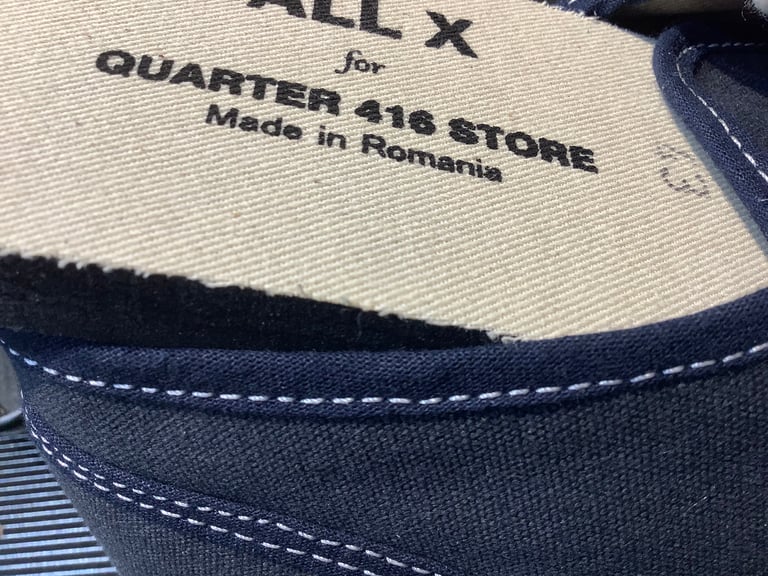 ALL X
for
QUARTER 416 STORE
Made in Romania